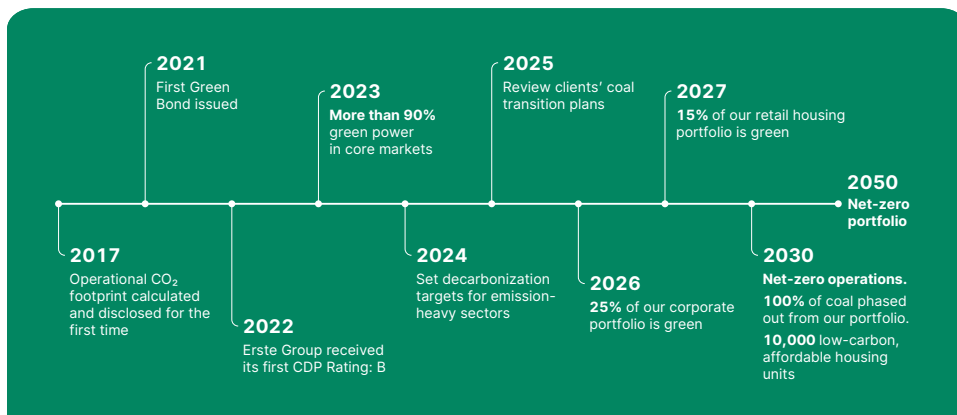 2021
First Green
Bond issued
2023
More than 90%
green power
in core markets
2025
Review clients’ coal
transition plans
2027
15% of our retail housing
portfolio is green
2050
Net-zero
portfolio
2017
Operational CO₂
footprint calculated
and disclosed for the
first time
2022
Erste Group received
its first CDP Rating: B
2024
Set decarbonization
targets for emission-
heavy sectors
2026
25% of our corporate
portfolio is green
2030
Net-zero operations.
100% of coal phased
out from our portfolio.
10,000 low-carbon,
affordable housing
units